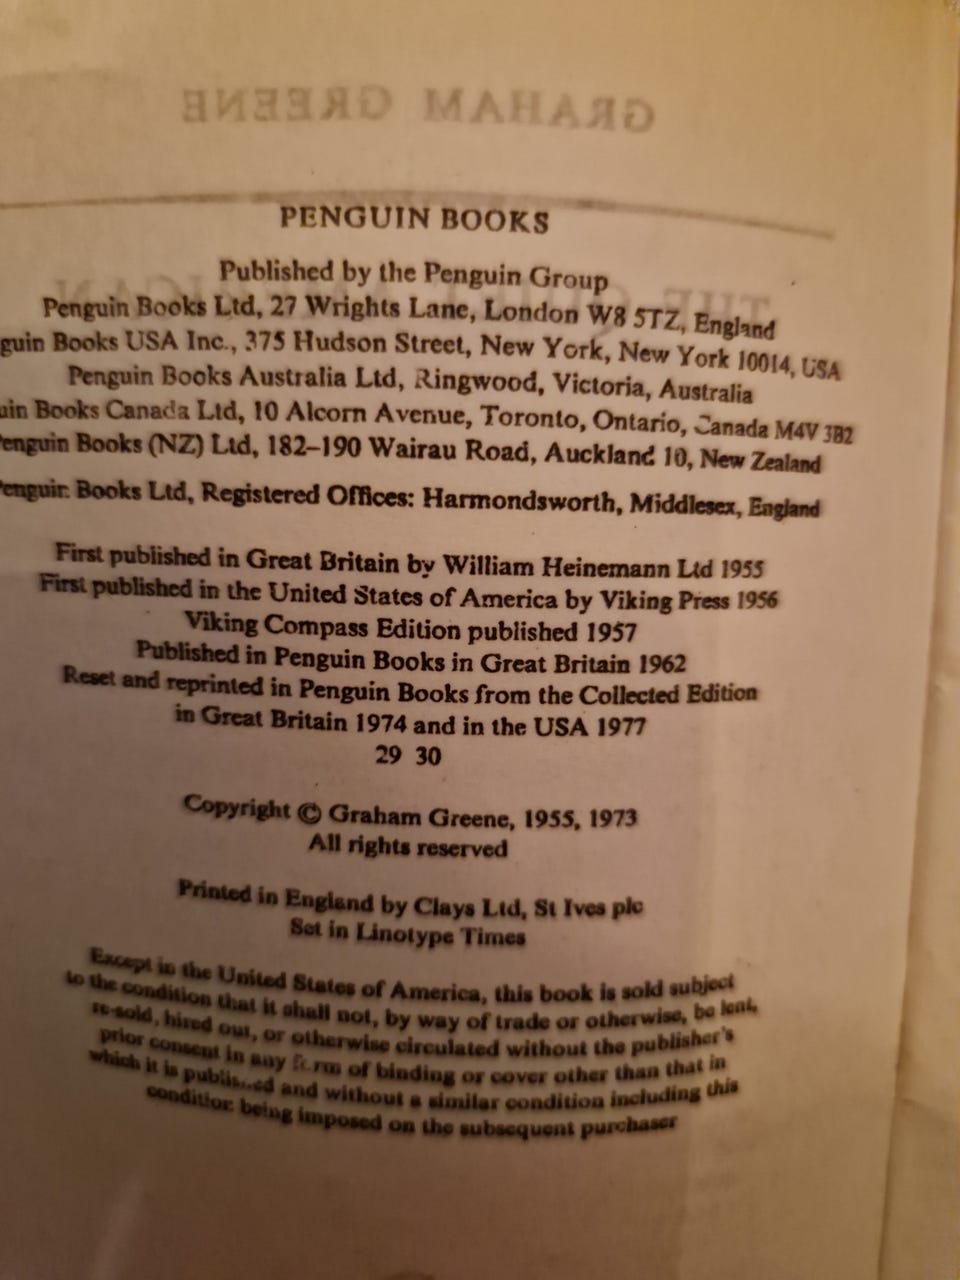 GRAHAM GREENE
PENGUIN BOOKS
Published by the Penguin Group
Penguin Books Ltd, 27 Wrights Lane, London W8 5TZ, England
guin Books USA Inc., 375 Hudson Street, New York, New York 10014, USA
Penguin Books Australia Ltd, Ringwood, Victoria, Australia
uin Books Canada Ltd, 10 Alcorn Avenue, Toronto, Ontario, Canada M4V 3B2
enguin Books (NZ) Ltd, 182–190 Wairau Road, Auckland 10, New Zealand
enguin Books Ltd, Registered Offices: Harmondsworth, Middlesex, England
First published in Great Britain by William Heinemann Ltd 1955
First published in the United States of America by Viking Press 1956
Viking Compass Edition published 1957
Published in Penguin Books in Great Britain 1962
Reset and reprinted in Penguin Books from the Collected Edition
in Great Britain 1974 and in the USA 1977
29 30
Copyright © Graham Greene, 1955, 1973
All rights reserved
Printed in England by Clays Ltd, St Ives plc
Set in Linotype Times
Except in the United States of America, this book is sold subject
to the condition that it shall not, by way of trade or otherwise, be lent,
re-sold, hired out, or otherwise circulated without the publisher's
prior consent in any form of binding or cover other than that in
which it is published and without a similar condition including this
condition being imposed on the subsequent purchaser